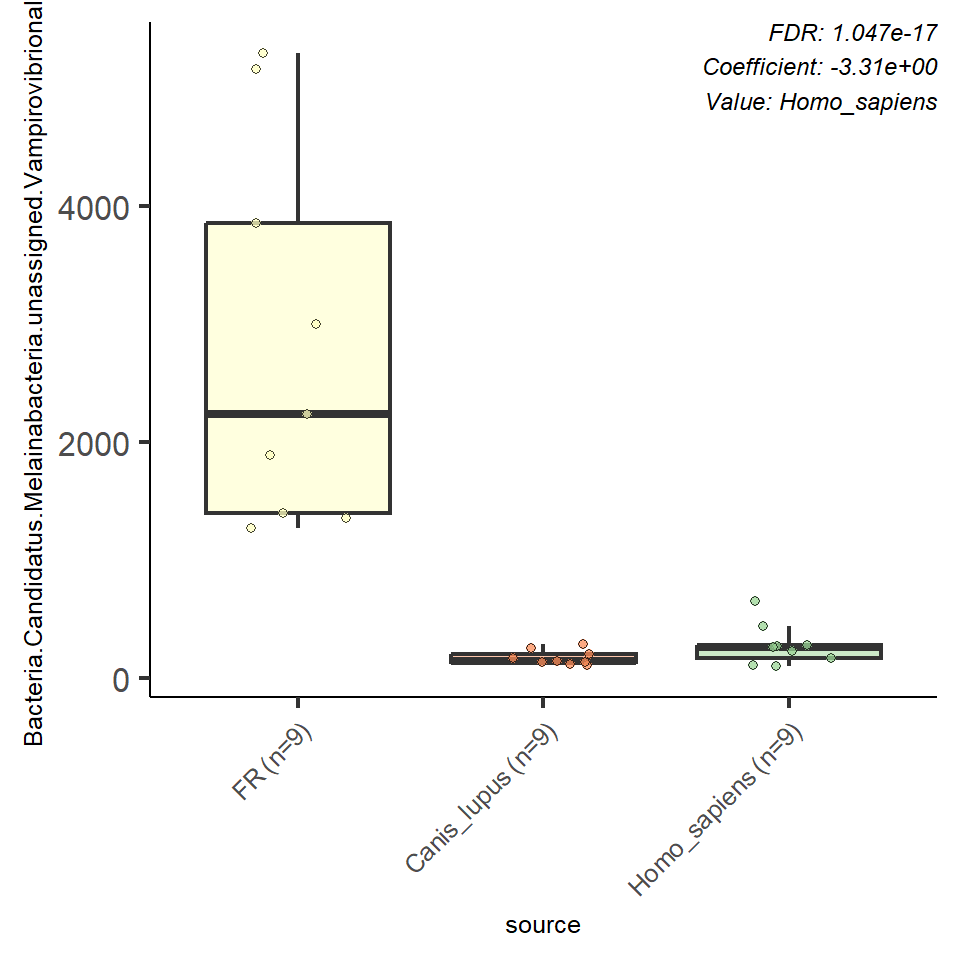 FDR: 1.047e-17
Coefficient: -3.31e+00
Value: Homo_sapiens
Bacteria.Candidatus.Melainabacteria.unassigned.Vampirovibrional
4000
2000
0
FR (n=9)
Canis_lupus (n=9)
Homo_sapiens (n=9)
source